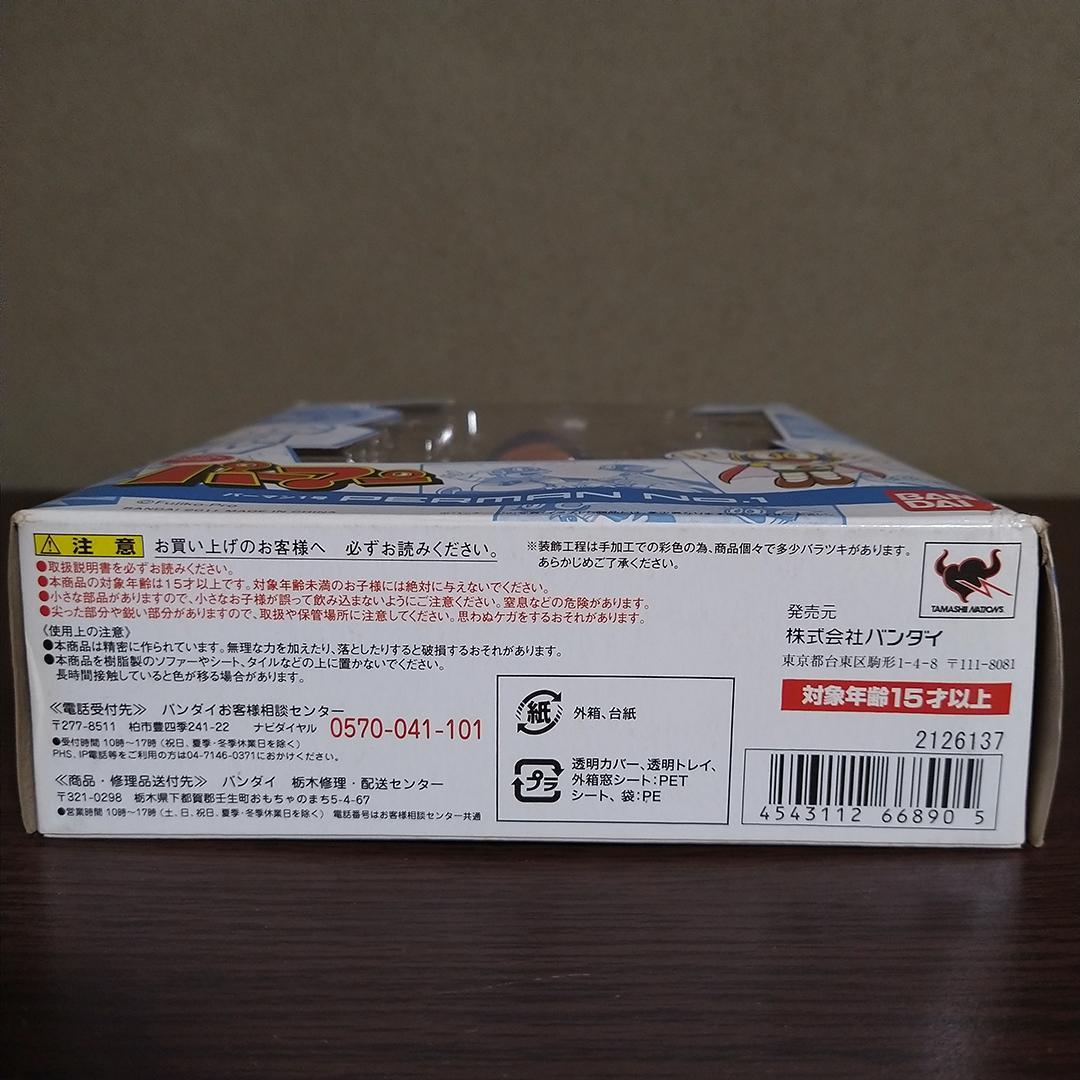 パーマン
パーマン1号 PERMAN NO.1
©Fujiko-Pro
BANDAI
BAN
DAI
注意 お買い上げのお客様へ 必ずお読みください。
●取扱説明書を必ずお読みください。
●本商品の対象年齢は15才以上です。対象年齢未満のお子様には絶対に与えないでください。
●小さな部品がありますので、小さなお子様が誤って飲み込まないようにご注意ください。窒息などの危険があります。
●尖った部分や鋭い部分がありますので、取扱や保管場所に注意してください。思わぬケガをするおそれがあります。
《使用上の注意》
●本商品は精密に作られています。無理な力を加えたり、落としたりすると破損するおそれがあります。
●本商品を樹脂製のソファーやシート、タイルなどの上に置かないでください。
長時間接触していると色が移る場合があります。
※装飾工程は手加工での彩色の為、商品個々で多少バラツキがあります。
あらかじめご了承ください。
TAMASHII NATIONS
発売元
株式会社バンダイ
東京都台東区駒形1-4-8 〒111-8081
対象年齢15才以上
2126137
4543112 66890 5
≪電話受付先≫ バンダイお客様相談センター
〒277-8511 柏市豊四季241-22 ナビダイヤル 0570-041-101
●受付時間 10時〜17時(祝日、夏季・冬季休業日を除く)
PHS、IP電話等をご利用の方は04-7146-0371におかけください。
≪商品・修理品送付先≫ バンダイ 栃木修理・配送センター
〒321-0298 栃木県下都賀郡壬生町おもちゃのまち5-4-67
●営業時間 10時〜17時(土、日、祝日、夏季・冬季休業日を除く) 電話番号はお客様相談センター共通
紙 外箱、台紙
プラ 透明カバー、透明トレイ、
外箱窓シート:PET
シート、袋:PE